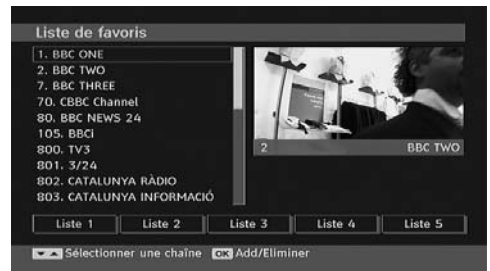 Liste de favoris
1. BBC ONE
2. BBC TWO
7. BBC THREE
70. CBBC Channel
80. BBC NEWS 24
105. BBCi
800. TV3
801. 3/24
802. CATALUNYA RÀDIO
803. CATALUNYA INFORMACIÓ
2 BBC TWO
Liste 1 Liste 2 Liste 3 Liste 4 Liste 5
Sélectionner une chaîne OK Add/Eliminer